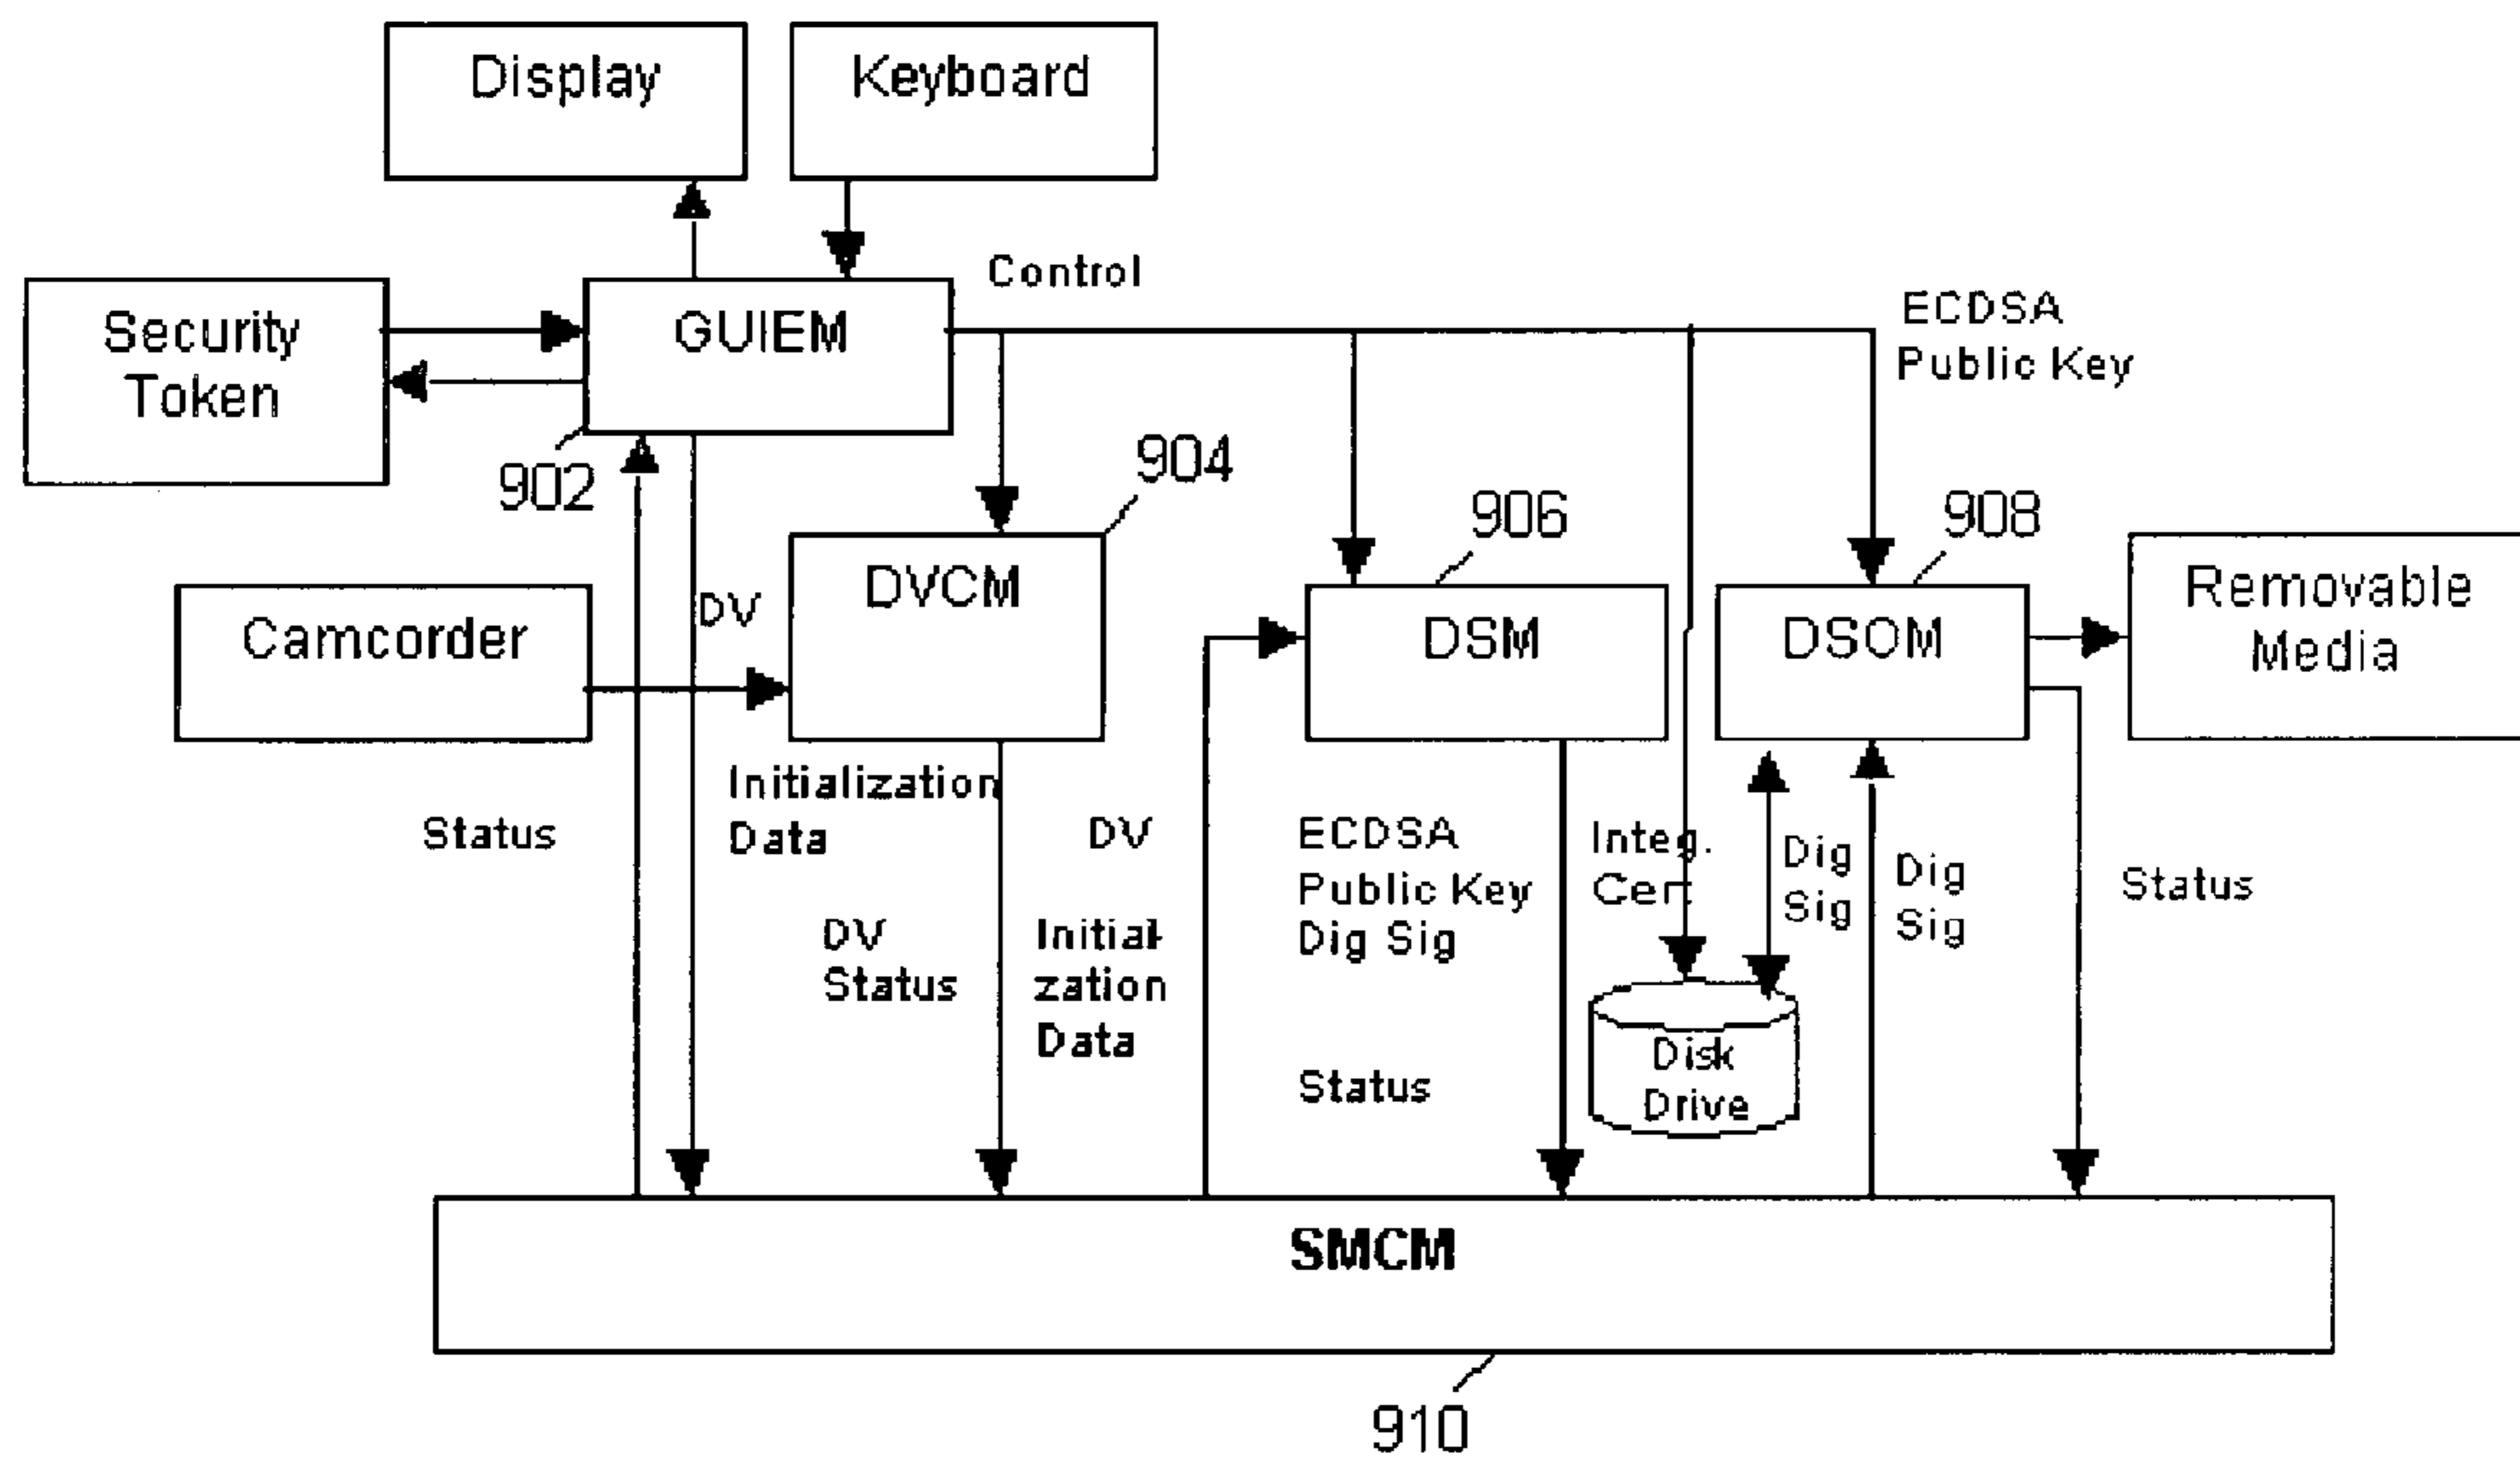 Display
Keyboard
Control
Security
Token
GUIEM
ECDSA
Public Key
902
904
906
908
Camcorder
DV
DVCM
DSM
DSOM
Removable
Media
Status
Initialization
Data
DV
Status
DV
Initial-
zation
Data
ECDSA
Public Key
Dig Sig
Status
Integ.
Cert
Dig
Sig
Dig
Sig
Status
Disk
Drive
SMCM
910